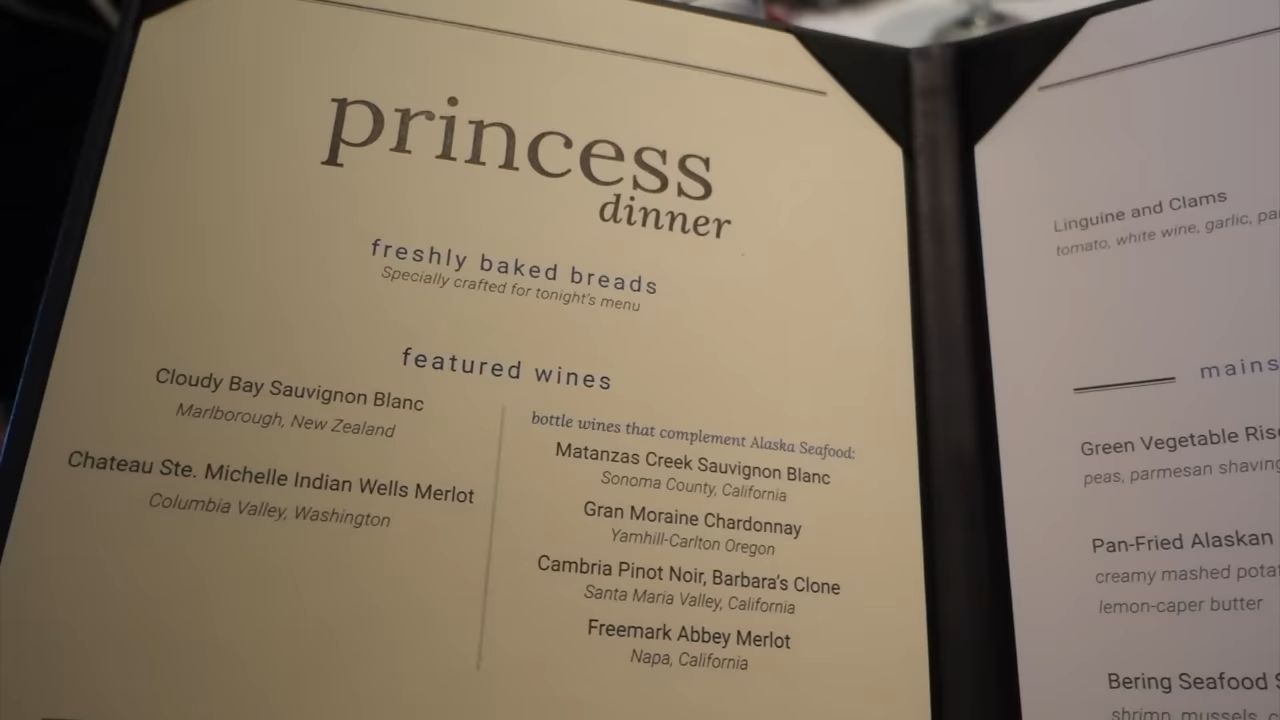 princess
dinner
freshly baked breads
Specially crafted for tonight's menu
featured wines
Cloudy Bay Sauvignon Blanc
Marlborough, New Zealand
Chateau Ste. Michelle Indian Wells Merlot
Columbia Valley, Washington
bottle wines that complement Alaska Seafood:
Matanzas Creek Sauvignon Blanc
Sonoma County, California
Gran Moraine Chardonnay
Yamhill-Carlton Oregon
Cambria Pinot Noir, Barbara's Clone
Santa Maria Valley, California
Freemark Abbey Merlot
Napa, California
Linguine and Clams
tomato, white wine, garlic,
mains
Green Vegetable
peas, parmesan
Pan-Fried Alaskan
creamy mashed
lemon-caper butter
Bering Seafood
shrimp, mussels,